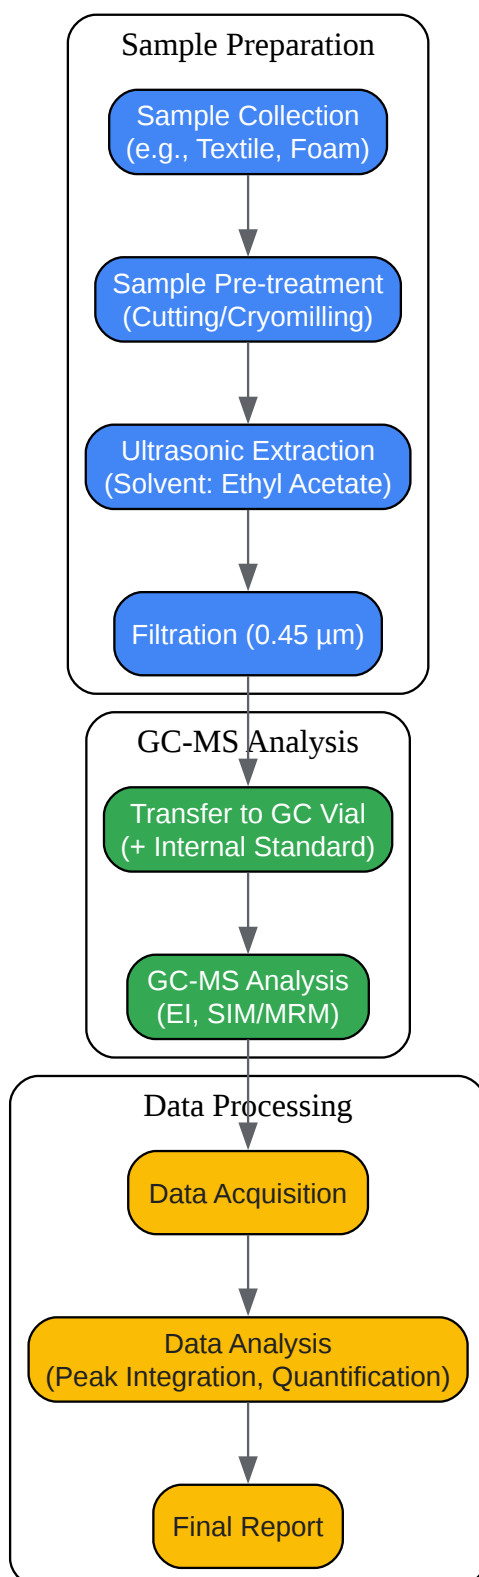 Sample Preparation
Sample Collection
(e.g., Textile, Foam)
Sample Pre-treatment
(Cutting/Cryomilling)
Ultrasonic Extraction
(Solvent: Ethyl Acetate)
Filtration (0.45 µm)
GC-MS Analysis
Transfer to GC Vial
(+ Internal Standard)
GC-MS Analysis
(EI, SIM/MRM)
Data Processing
Data Acquisition
Data Analysis
(Peak Integration, Quantification)
Final Report